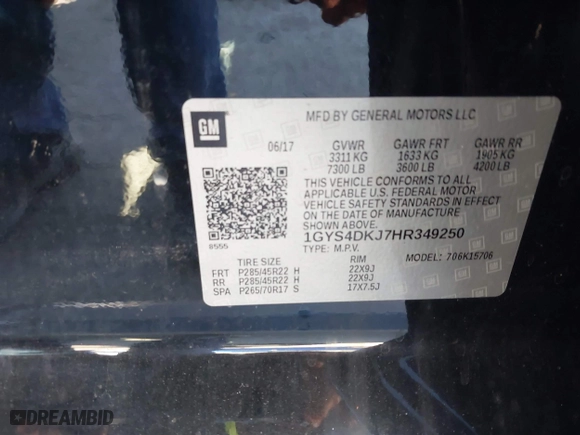 GM
MFD BY GENERAL MOTORS LLC
06/17 GVWR GAWR FRT GAWR RR
3311 KG 1633 KG 1905 KG
7300 LB 3600 LB 4200 LB
THIS VEHICLE CONFORMS TO ALL
APPLICABLE U.S. FEDERAL MOTOR
VEHICLE SAFETY STANDARDS IN EFFECT
ON THE DATE OF MANUFACTURE
SHOWN ABOVE.
1GYS4DKJ7HR349250
8555 TYPE: M.P.V. MODEL: 706K15706
TIRE SIZE RIM
FRT P285/45R22 H 22X9J
RR P285/45R22 H 22X9J
SPA P265/70R17 S 17X7.5J
DREAMBID